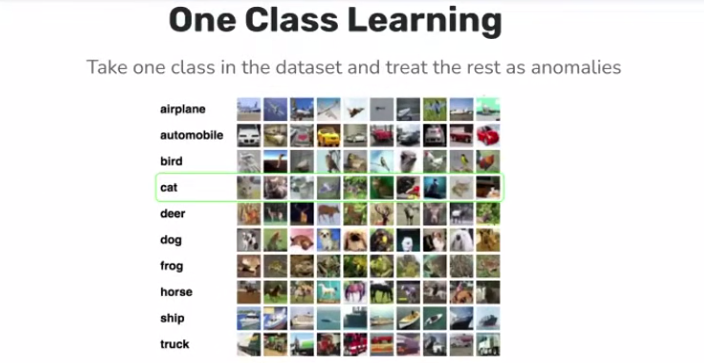 One Class Learning
Take one class in the dataset and treat the rest as anomalies
airplane
automobile
bird
cat
deer
dog
frog
horse
ship
truck